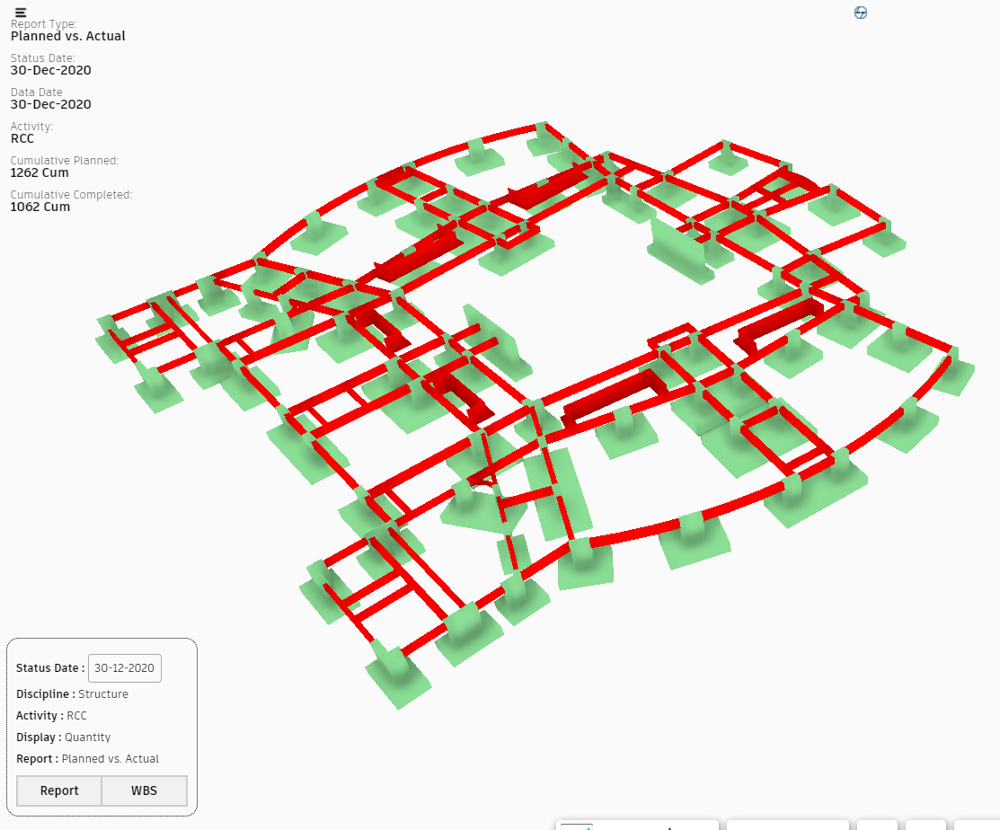 Report Type:
Planned vs. Actual
Status Date:
30-Dec-2020
Data Date
30-Dec-2020
Activity:
RCC
Cumulative Planned:
1262 Cum
Cumulative Completed:
1062 Cum
Status Date : 30-12-2020
Discipline : Structure
Activity : RCC
Display : Quantity
Report : Planned vs. Actual
Report WBS